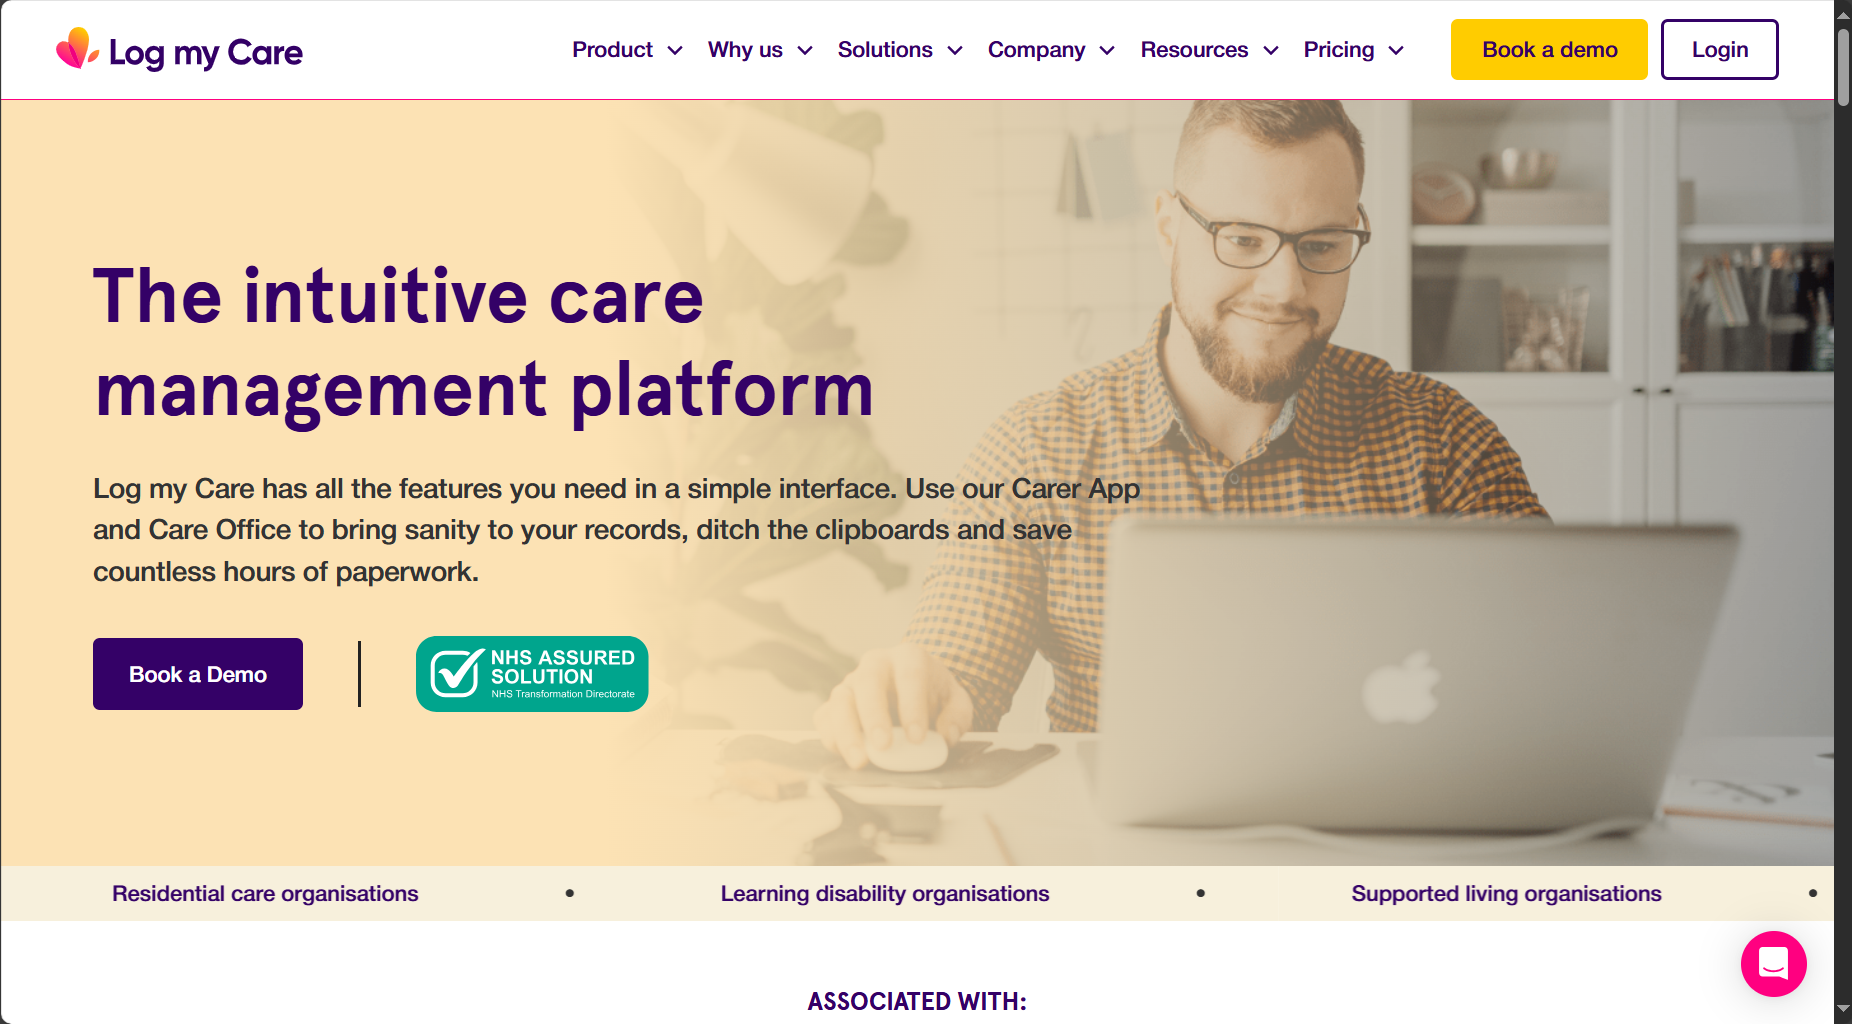 Log my Care
Product
Why us
Solutions
Company
Resources
Pricing
Book a demo
Login
The intuitive care
management platform
Log my Care has all the features you need in a simple interface. Use our Carer App
and Care Office to bring sanity to your records, ditch the clipboards and save
countless hours of paperwork.
Book a Demo
NHS ASSURED
SOLUTION
NHS Transformation Directorate
Residential care organisations
Learning disability organisations
Supported living organisations
ASSOCIATED WITH: